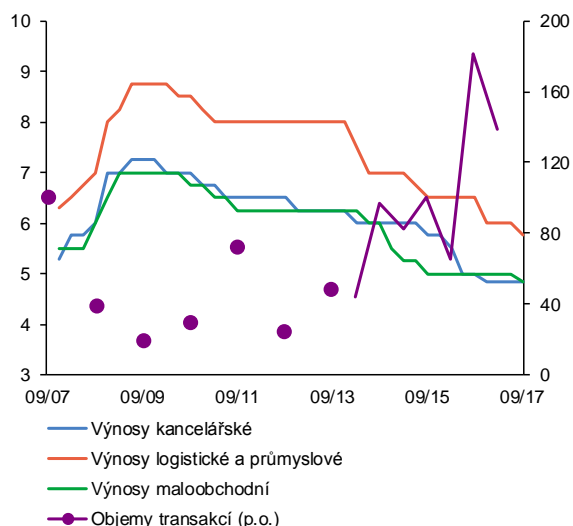 10 200
9 160
8
7 120
6 80
5
4 40
3 0
09/07 09/09 09/11 09/13 09/15 09/17
Výnosy kancelářské
Výnosy logistické a průmyslové
Výnosy maloobchodní
Objemy transakcí (p.o.)